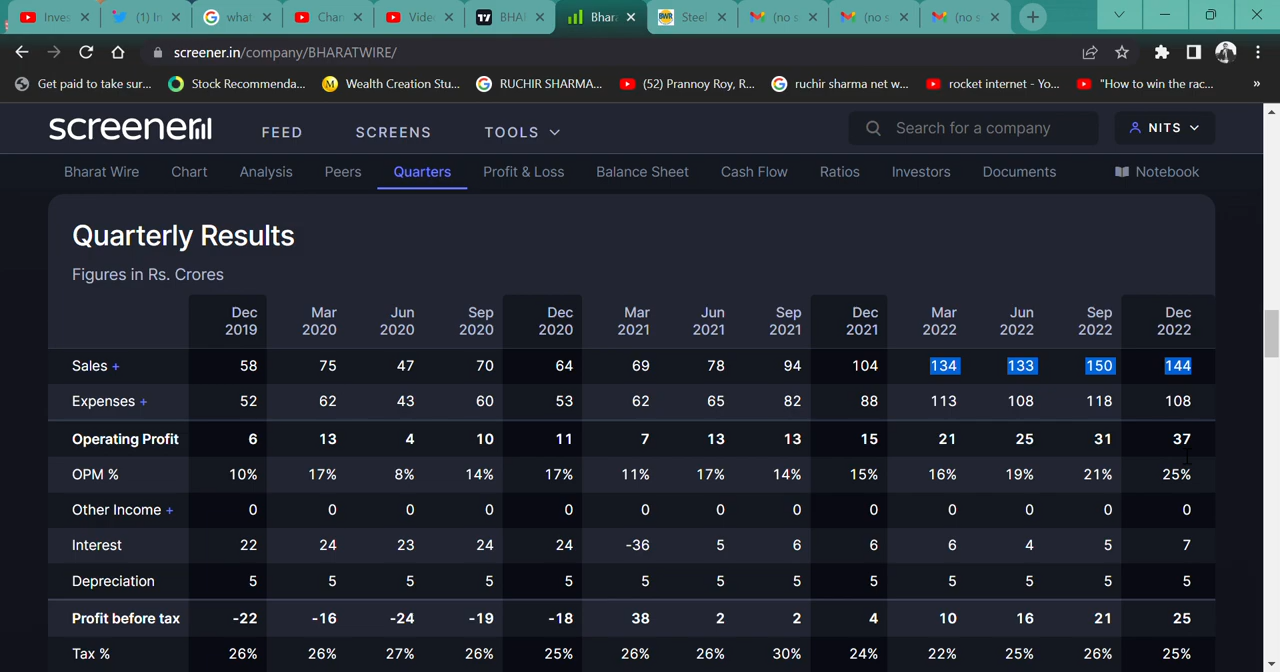 Inves
(1) In
what
Chan
Vide
BHAI
Bhar
Steel
(no s
(no s
(no s
screener.in/company/BHARATWIRE/
Get paid to take sur...
Stock Recommenda...
Wealth Creation Stu...
RUCHIR SHARMA...
(52) Prannoy Roy, R...
ruchir sharma net w...
rocket internet - Yo...
"How to win the rac...
»
screener
FEED
SCREENS
TOOLS
Search for a company
NITS
Bharat Wire Chart Analysis Peers Quarters Profit & Loss Balance Sheet Cash Flow Ratios Investors Documents Notebook
Quarterly Results
Figures in Rs. Crores
Dec Mar Jun Sep Dec Mar Jun Sep Dec Mar Jun Sep Dec
2019 2020 2020 2020 2020 2021 2021 2021 2021 2022 2022 2022 2022
Sales + 58 75 47 70 64 69 78 94 104 134 133 150 144
Expenses + 52 62 43 60 53 62 65 82 88 113 108 118 108
Operating Profit 6 13 4 10 11 7 13 13 15 21 25 31 37
OPM % 10% 17% 8% 14% 17% 11% 17% 14% 15% 16% 19% 21% 25%
Other Income + 0 0 0 0 0 0 0 0 0 0 0 0 0
Interest 22 24 23 24 24 -36 5 6 6 6 4 5 7
Depreciation 5 5 5 5 5 5 5 5 5 5 5 5 5
Profit before tax -22 -16 -24 -19 -18 38 2 2 4 10 16 21 25
Tax % 26% 26% 27% 26% 25% 26% 26% 30% 24% 22% 25% 26% 25%